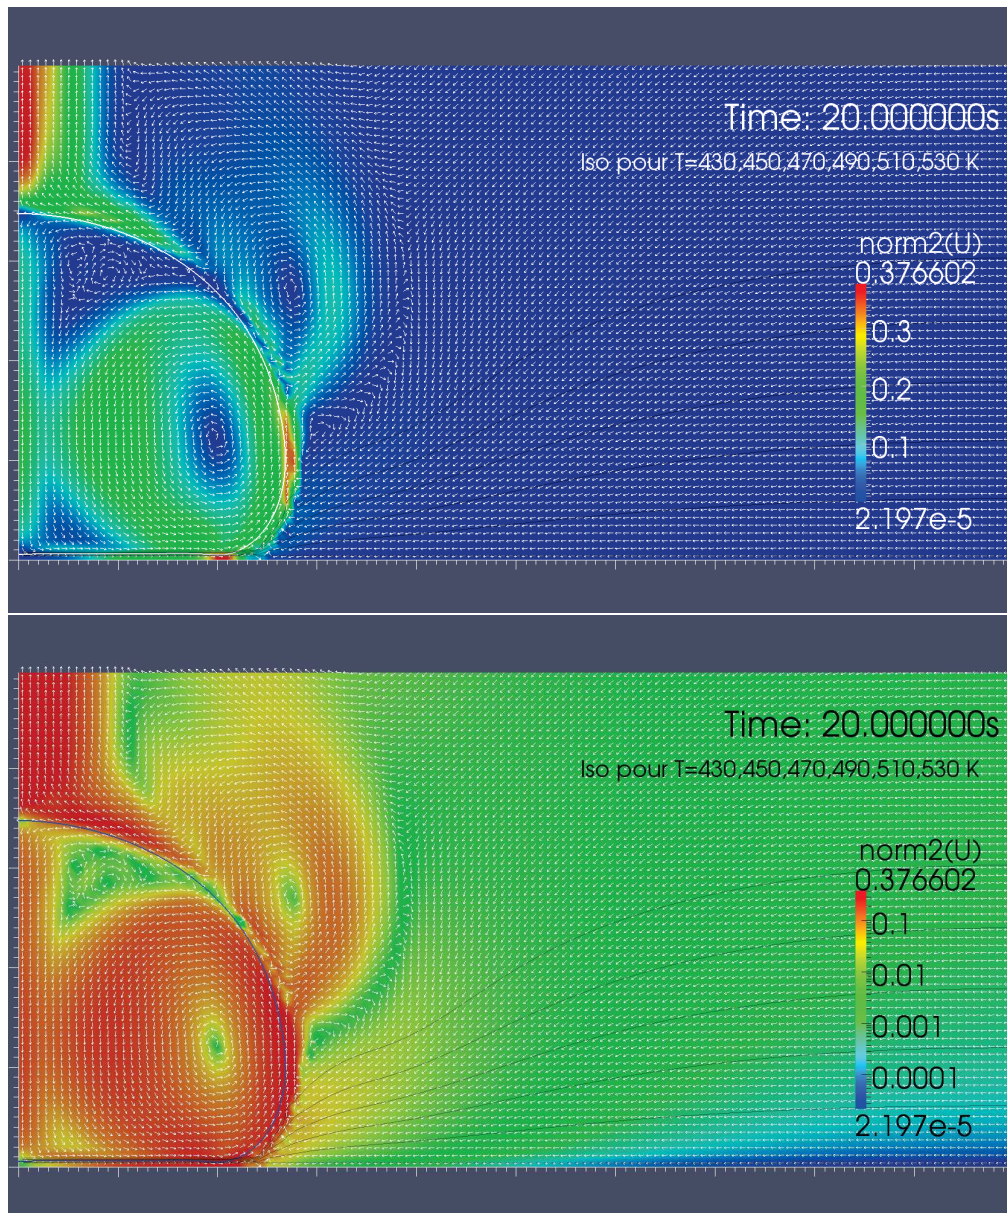 Time: 20.000000s
Iso pour T=430,450,470,490,510,530 K
norm2(U)
0.376602
0.3
0.2
0.1
2.197e-5
Time: 20.000000s
Iso pour T=430,450,470,490,510,530 K
norm2(U)
0.376602
0.1
0.01
0.001
0.0001
2.197e-5